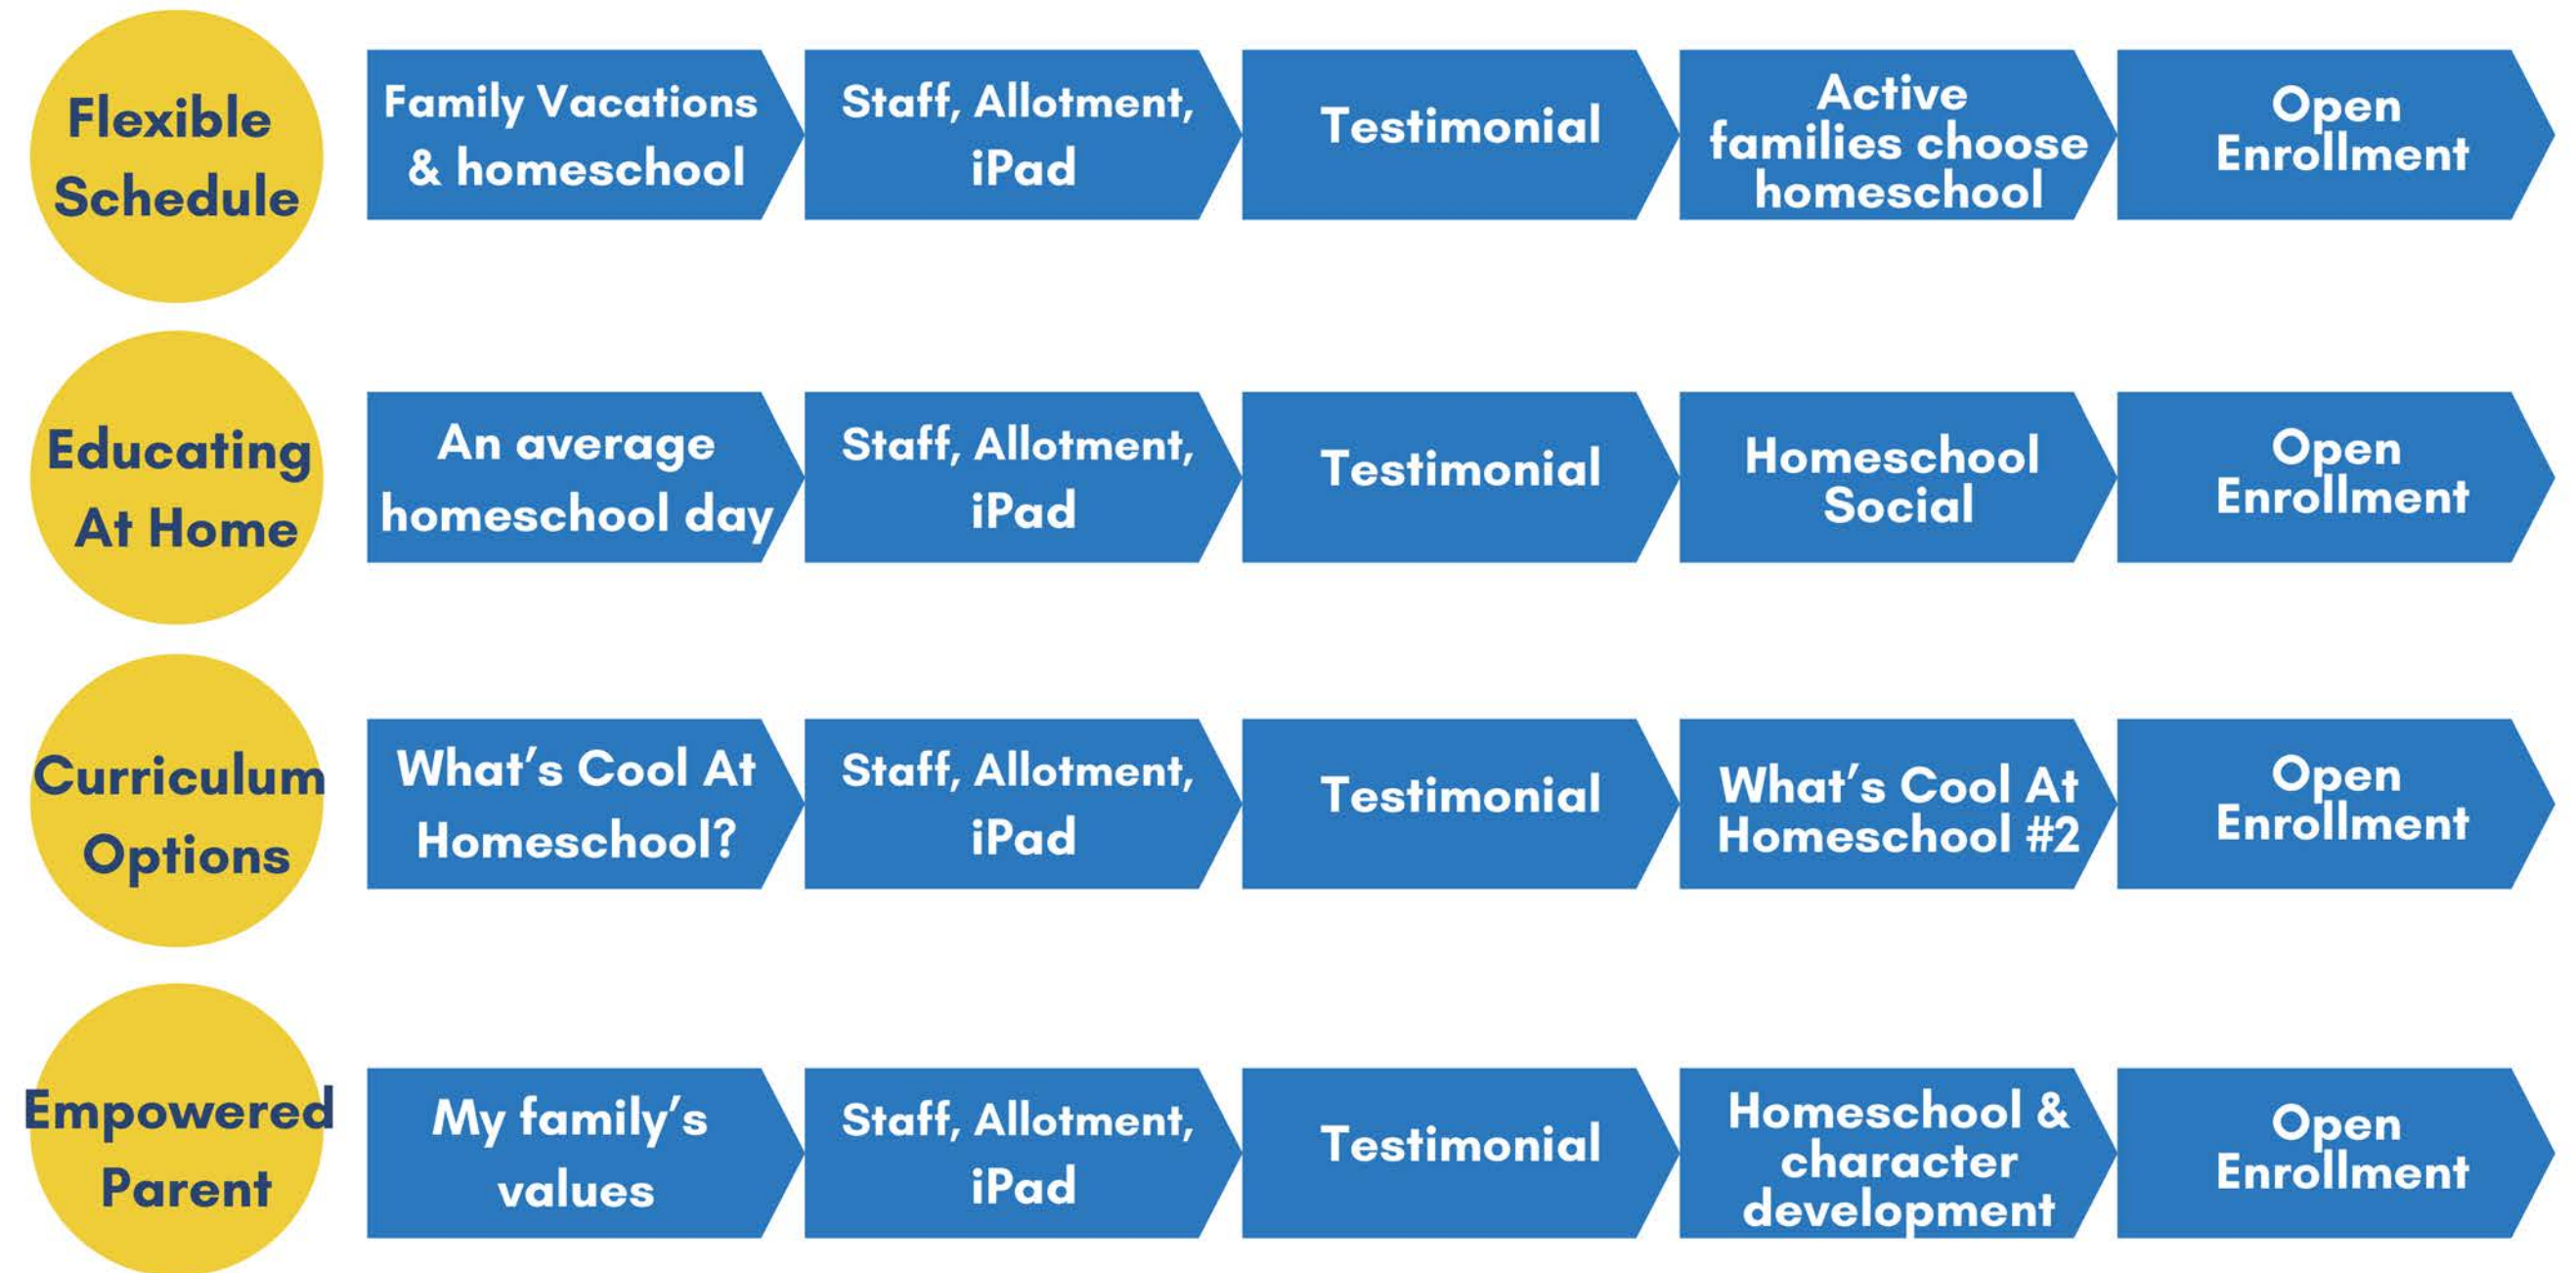 Flexible
Schedule
Family Vacations
& homeschool
Staff, Allotment,
iPad
Testimonial
Active
families choose
homeschool
Open
Enrollment
Educating
At Home
An average
homeschool day
Staff, Allotment,
iPad
Testimonial
Homeschool
Social
Open
Enrollment
Curriculum
Options
What's Cool At
Homeschool?
Staff, Allotment,
iPad
Testimonial
What's Cool At
Homeschool #2
Open
Enrollment
Empowered
Parent
My family's
values
Staff, Allotment,
iPad
Testimonial
Homeschool &
character
development
Open
Enrollment